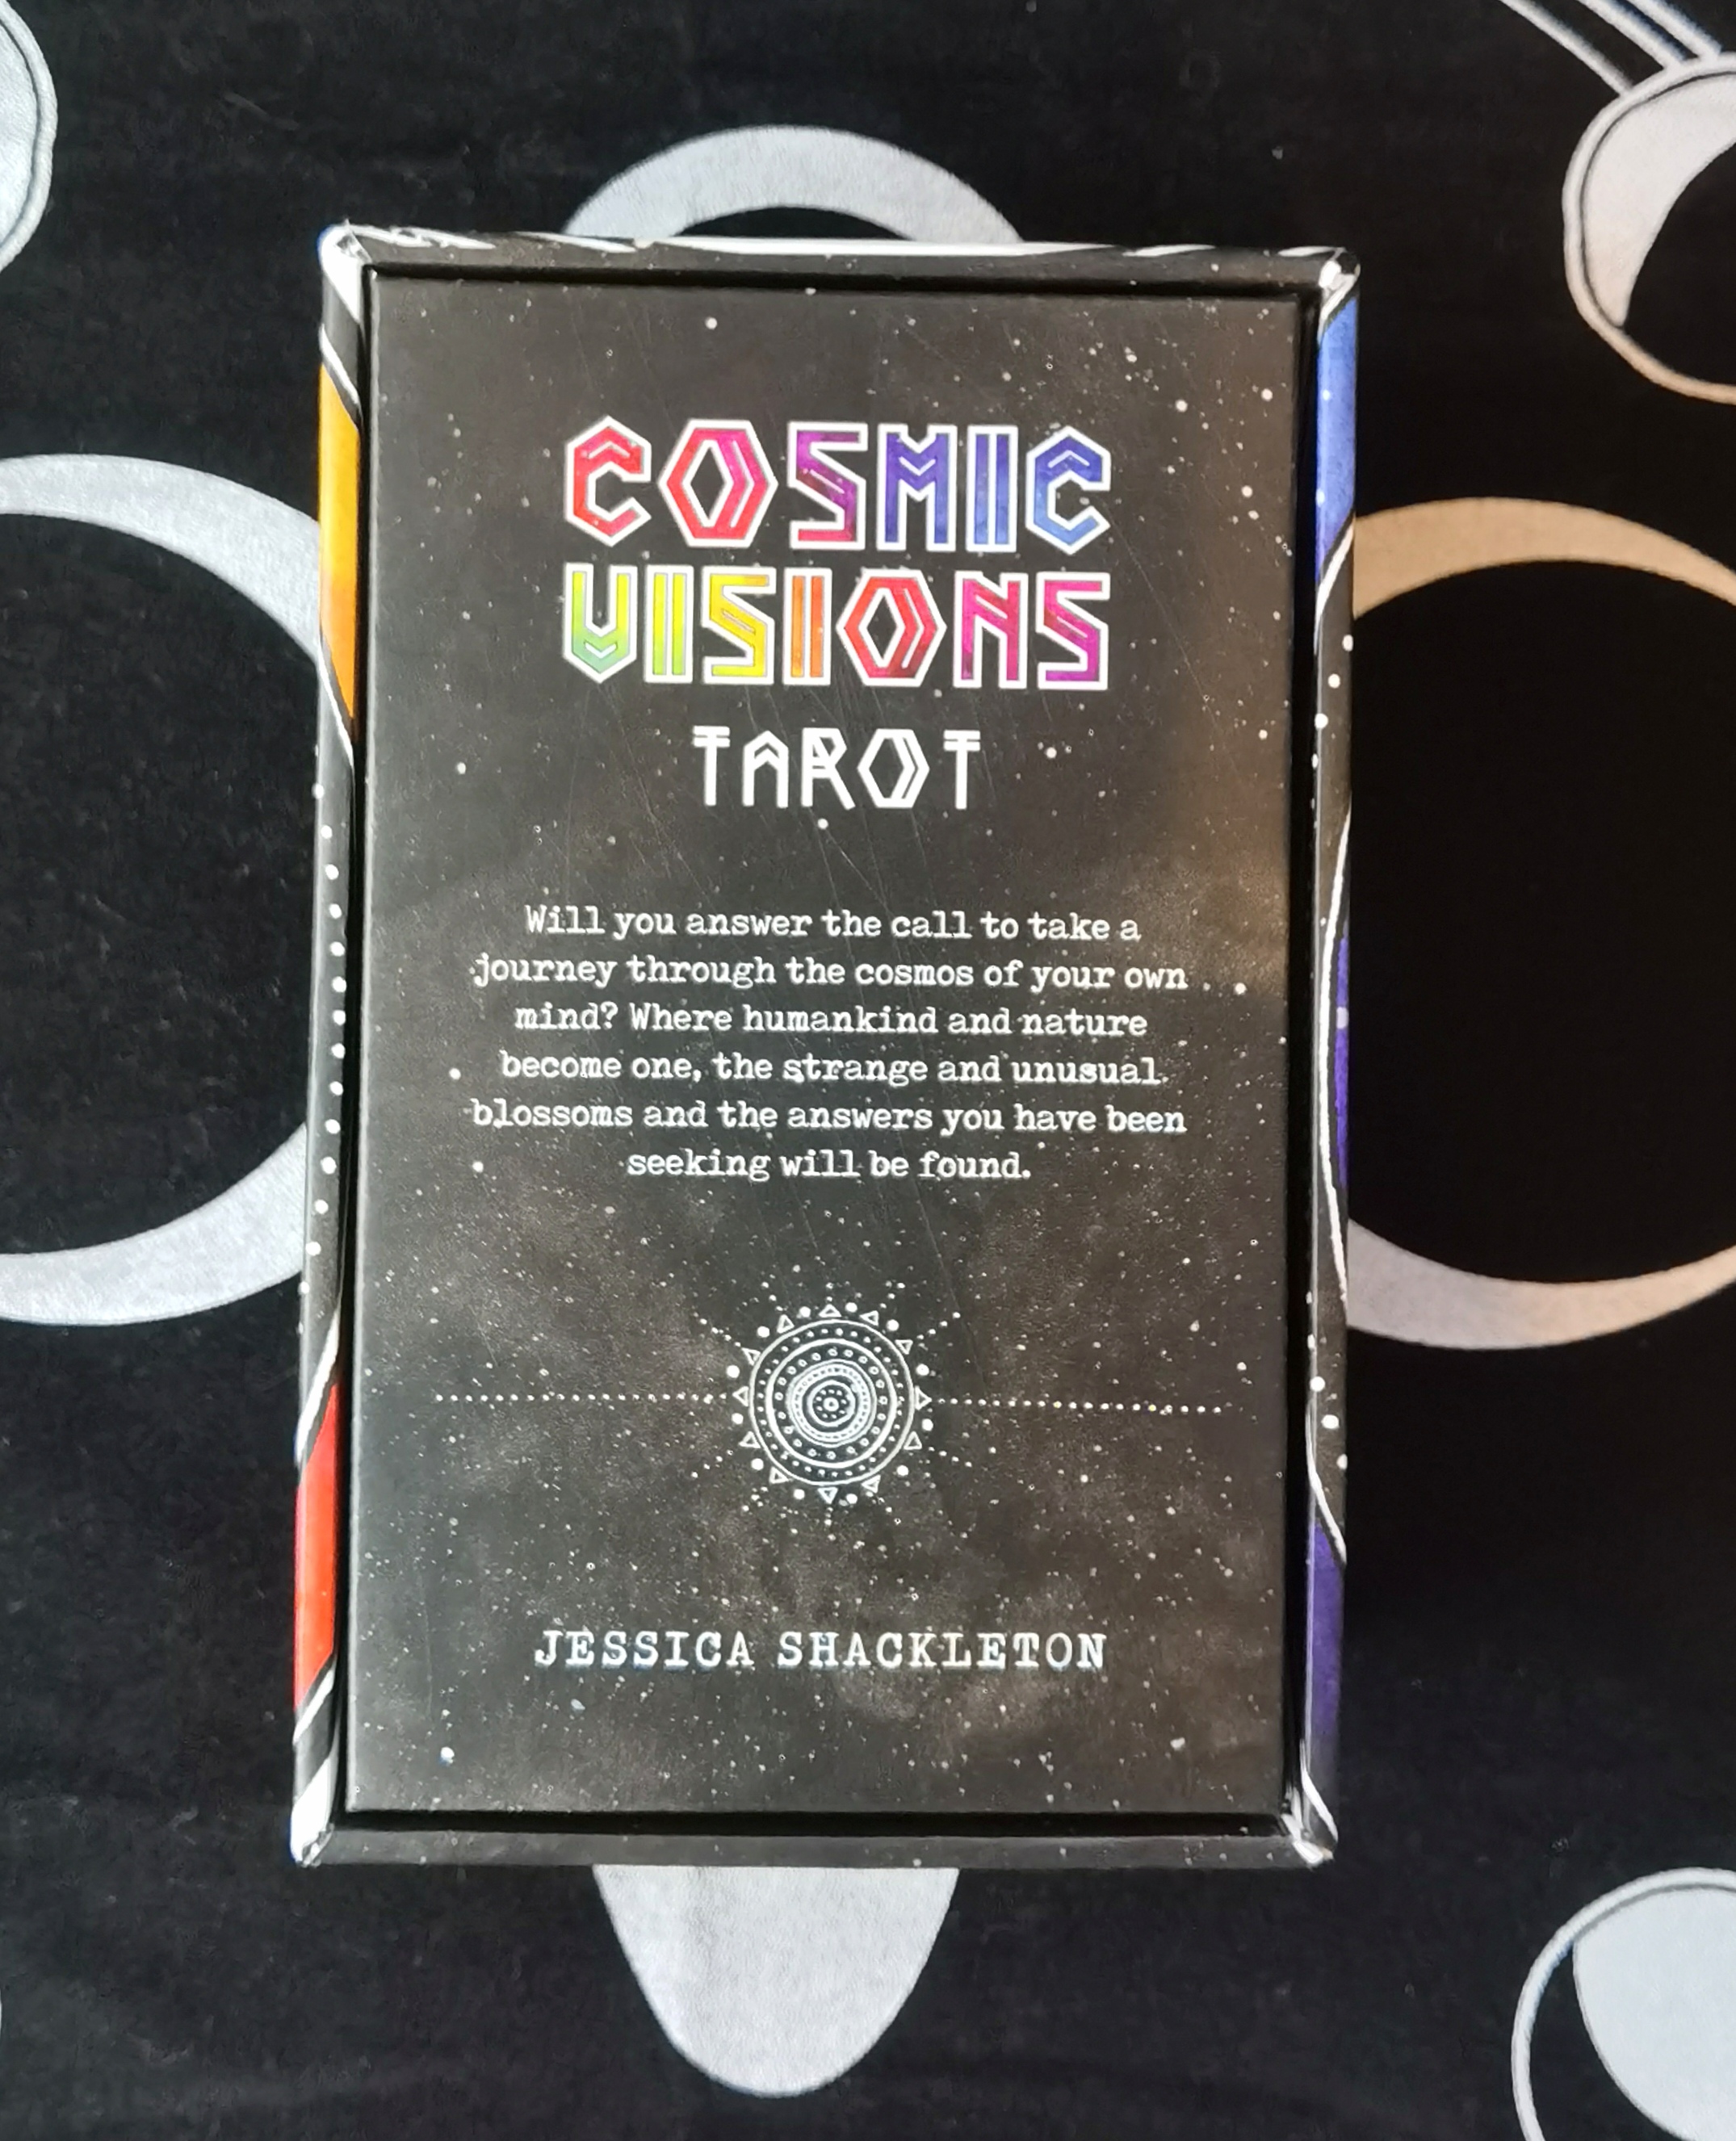 COSMIC
VISIONS
TAROT
Will you answer the call to take a
journey through the cosmos of your own
mind? Where humankind and nature
become one, the strange and unusual
blossoms and the answers you have been
seeking will be found.
JESSICA SHACKLETON